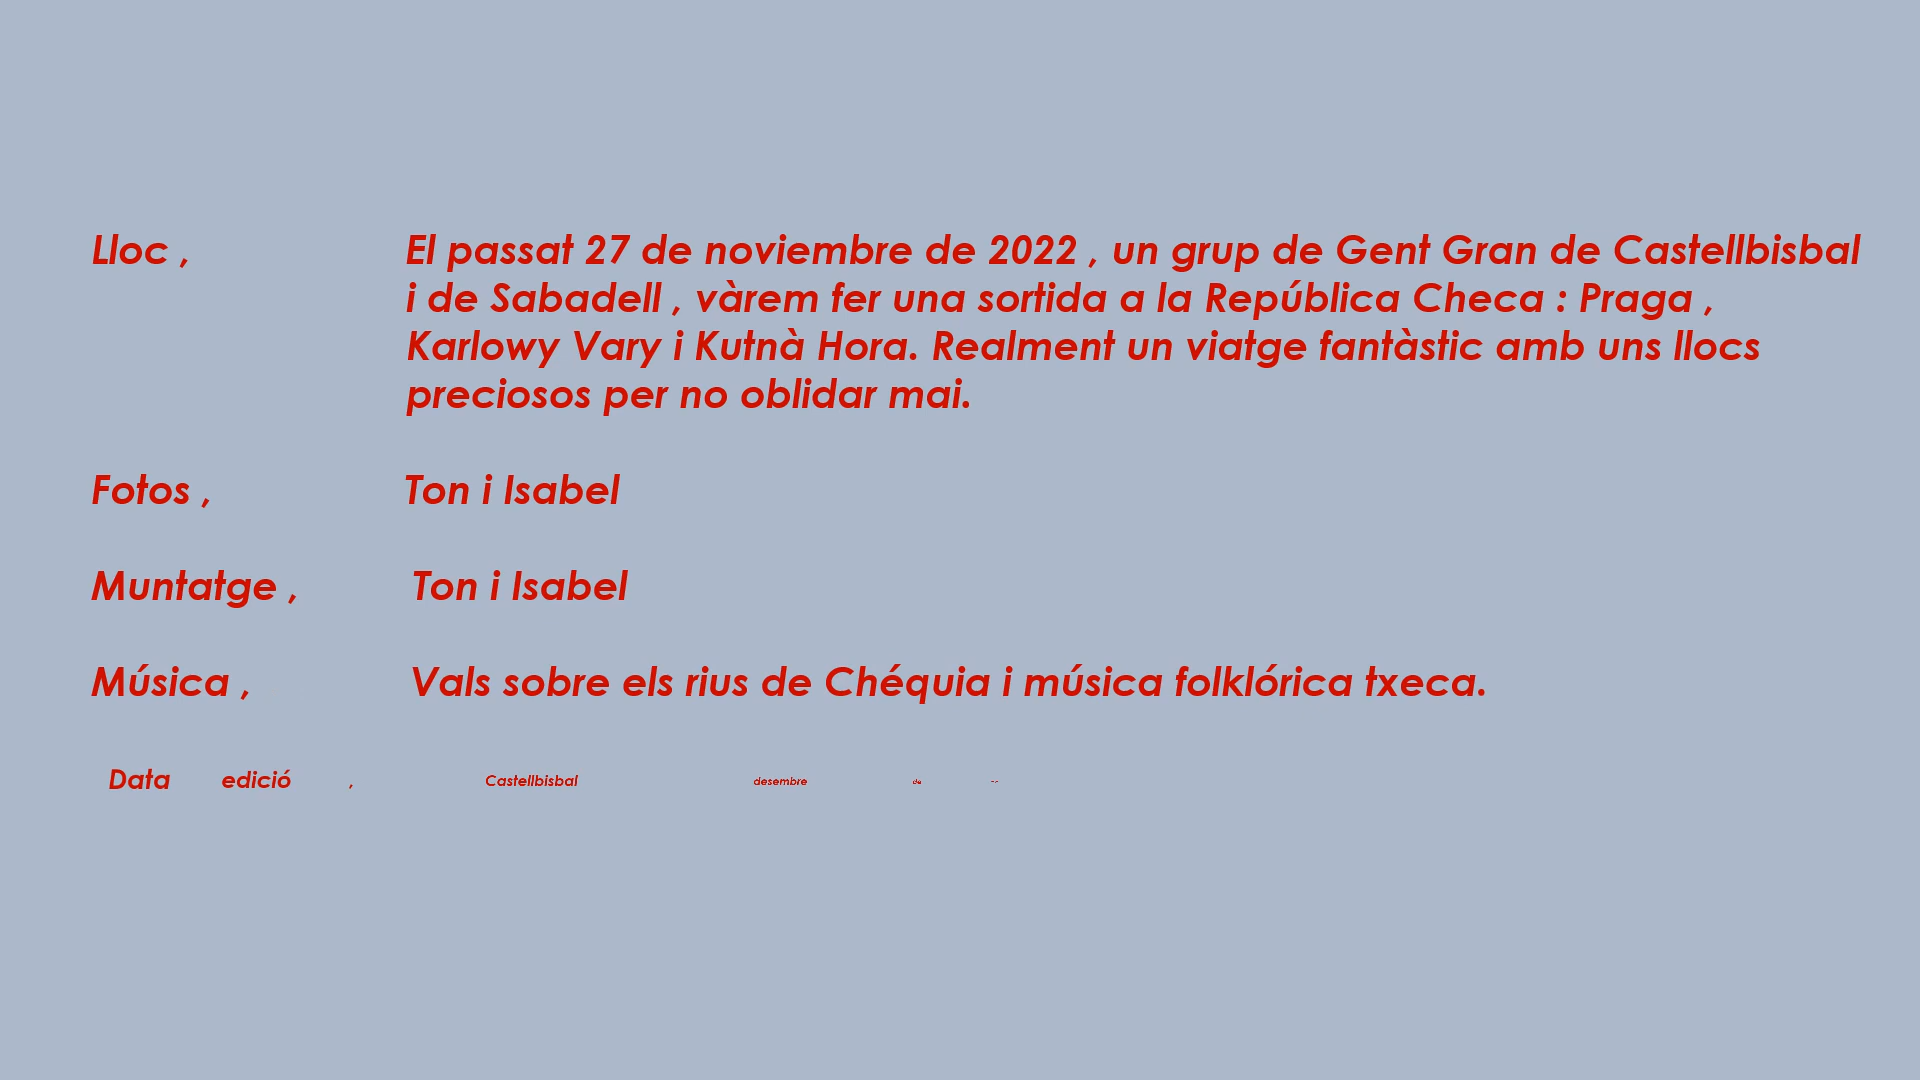 Lloc , El passat 27 de noviembre de 2022 , un grup de Gent Gran de Castellbisbal
i de Sabadell , vàrem fer una sortida a la República Checa : Praga ,
Karlowy Vary i Kutnà Hora. Realment un viatge fantàstic amb uns llocs
preciosos per no oblidar mai.
Fotos , Ton i Isabel
Muntatge , Ton i Isabel
Música , Vals sobre els rius de Chéquia i música folklórica txeca.
Data edició , Castellbisbal desembre de